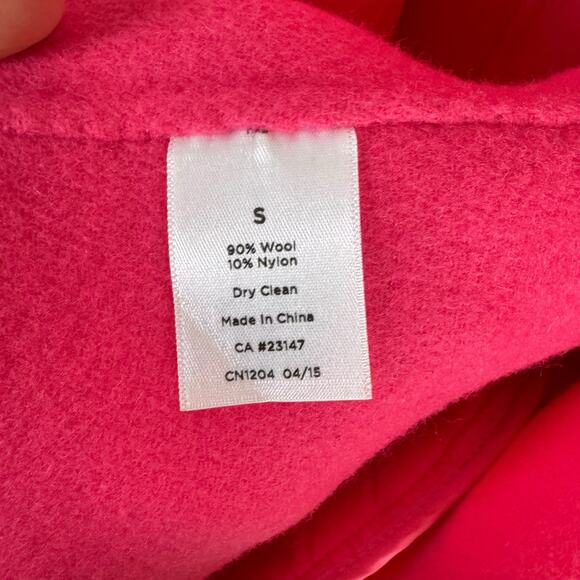 S
90% Wool
10% Nylon
Dry Clean
Made In China
CA #23147
CN1204 04/15